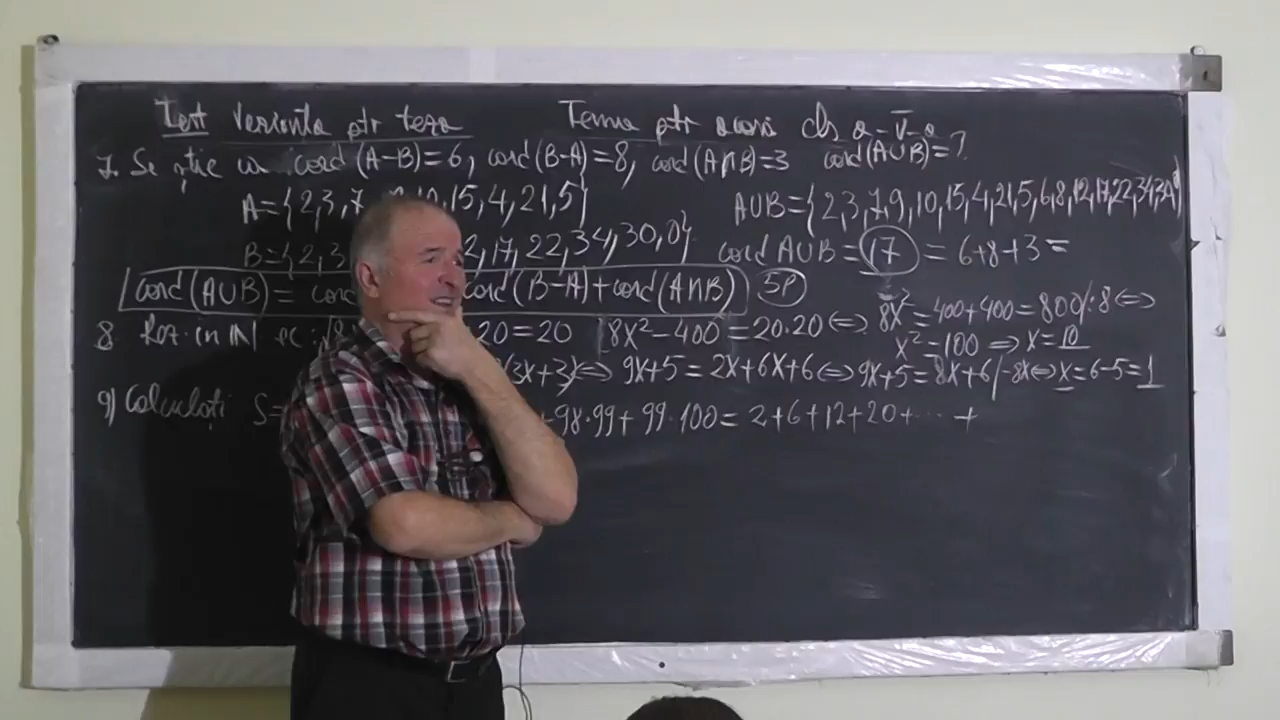 Test Varianta ptr teza Tema ptr acasă cls a-V-a
7. Se știe că card(A-B)=6, card(B-A)=8, card(A∩B)=3 card(A∪B)=?
A={2,3,7 10,15,4,21,5} A∪B={2,3,7,9,10,15,4,21,5,6,8,12,17,22,34,30
B={2,3 2,17,22,34,30,0} card A∪B=17=6+8+3=
card(A∪B)= card card(B-A)+card(A∩B) 5p
8x²=400+400=800/:8⇔
8. Rez. în ℕ ec: √8 20=20 8x²-400=20·20⇔ x²=100⇒x=10
(3x+3)⇔ 9x+5=2x+6x+6⇔9x+5=8x+6/-8x⇔x=6-5=1
9) Calculați S= +98·99+99·100=2+6+12+20+...+